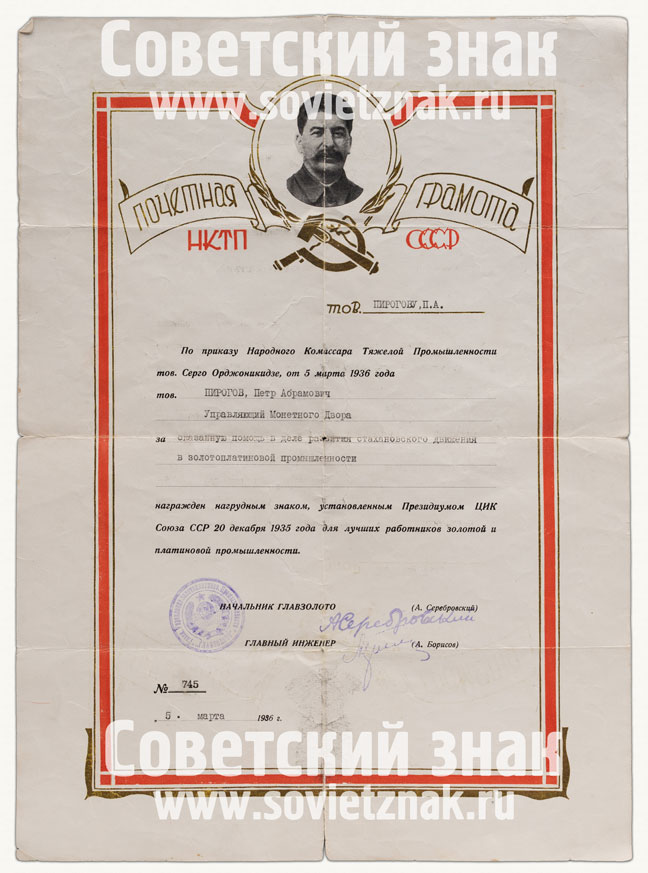 Советский знак
www.sovietznak.ru
почетная грамота
НКТП СССР
тов. ПИРОГОВУ,П.А.
По приказу Народного Комиссара Тяжелой Промышленности
тов. Серго Орджоникидзе, от 5 марта 1936 года
тов. ПИРОГОВ, Петр Абрамович
Управляющий Монетного Двора
за оказанную помощь в деле развития стахановского движения
в золотоплатиновой промышленности
награжден нагрудным знаком, установленным Президиумом ЦИК
Союза ССР 20 декабря 1935 года для лучших работников золотой и
платиновой промышленности.
НАЧАЛЬНИК ГЛАВЗОЛОТО (А. Серебровский)
АСеребровский
ГЛАВНЫЙ ИНЖЕНЕР (А. Борисов)
№ 745
„ 5 " марта 1936 г.
Советский знак
www.sovietznak.ru